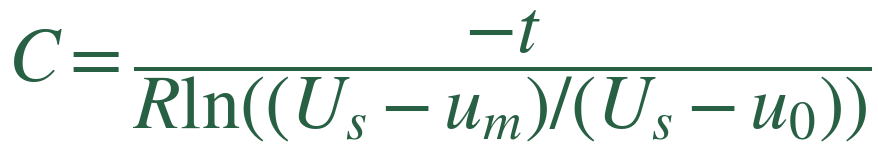 C = -t / (R ln((U_s − u_m)/(U_s − u_0)))